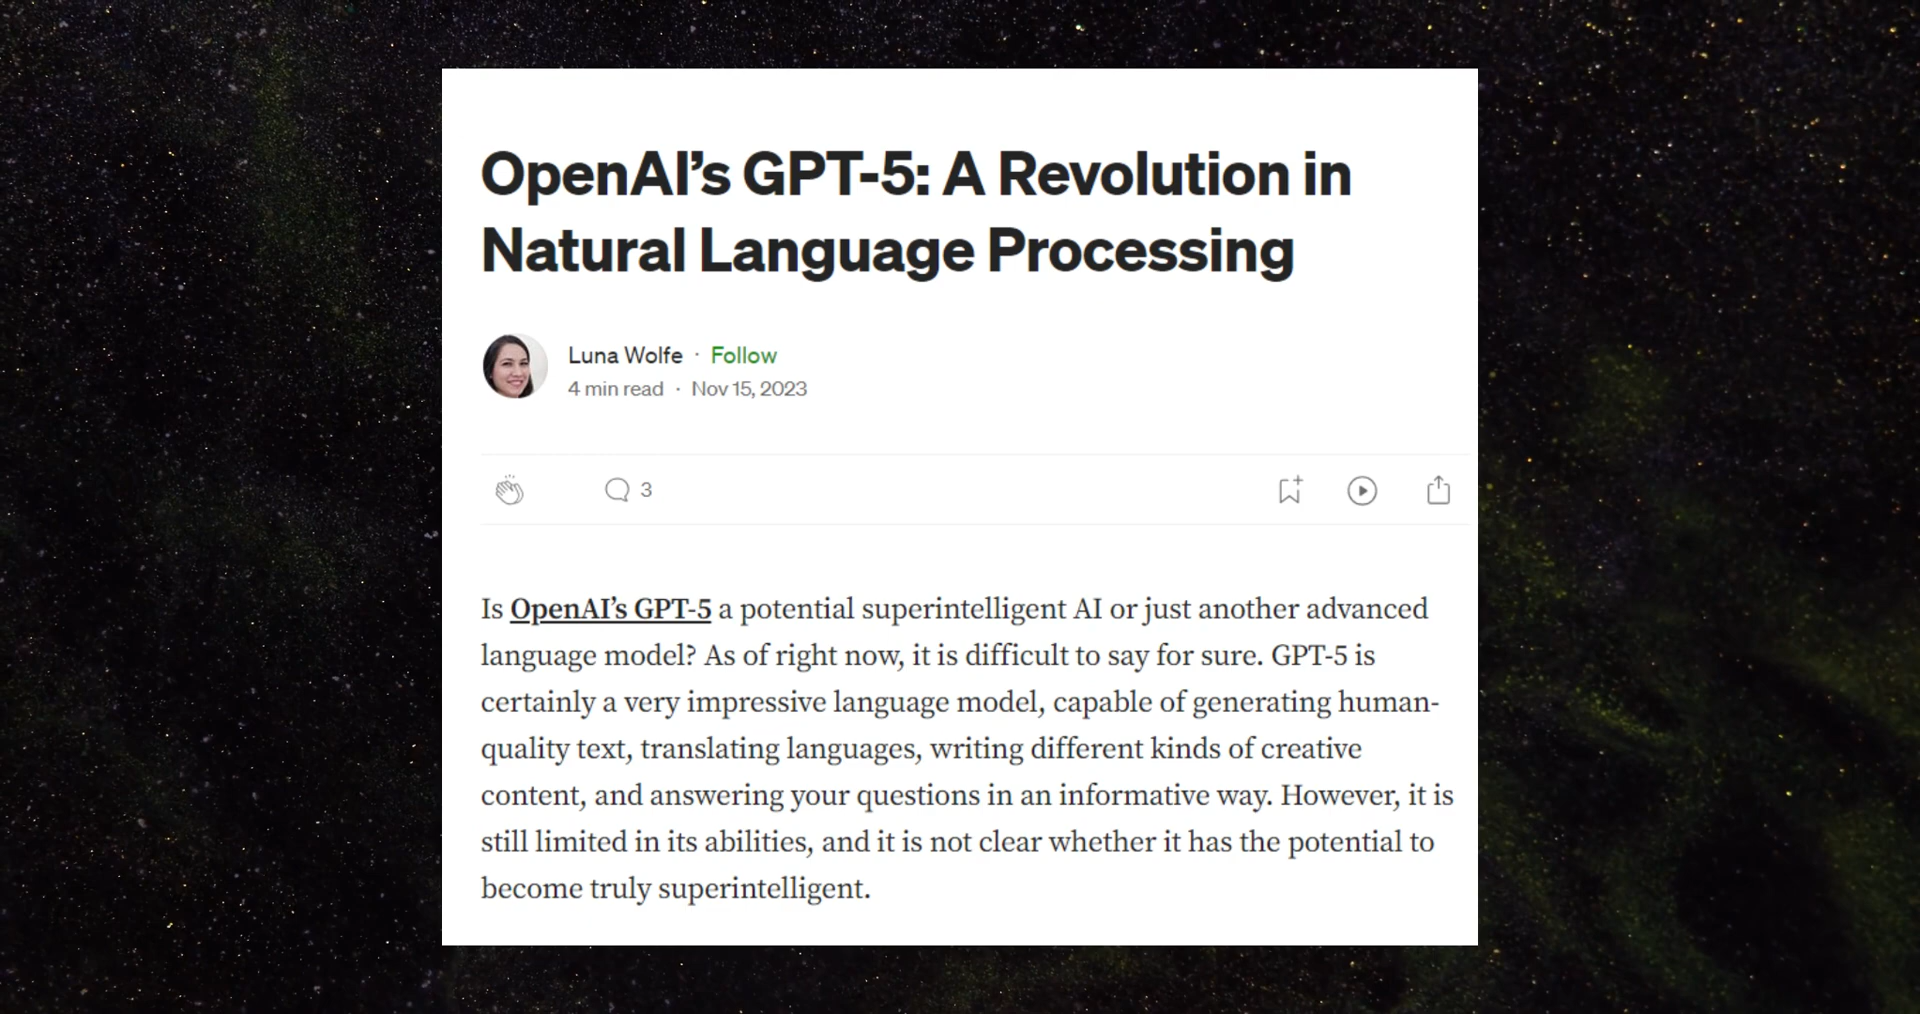 OpenAI’s GPT-5: A Revolution in
Natural Language Processing
Luna Wolfe · Follow
4 min read · Nov 15, 2023
3
Is OpenAI’s GPT-5 a potential superintelligent AI or just another advanced
language model? As of right now, it is difficult to say for sure. GPT-5 is
certainly a very impressive language model, capable of generating human-
quality text, translating languages, writing different kinds of creative
content, and answering your questions in an informative way. However, it is
still limited in its abilities, and it is not clear whether it has the potential to
become truly superintelligent.